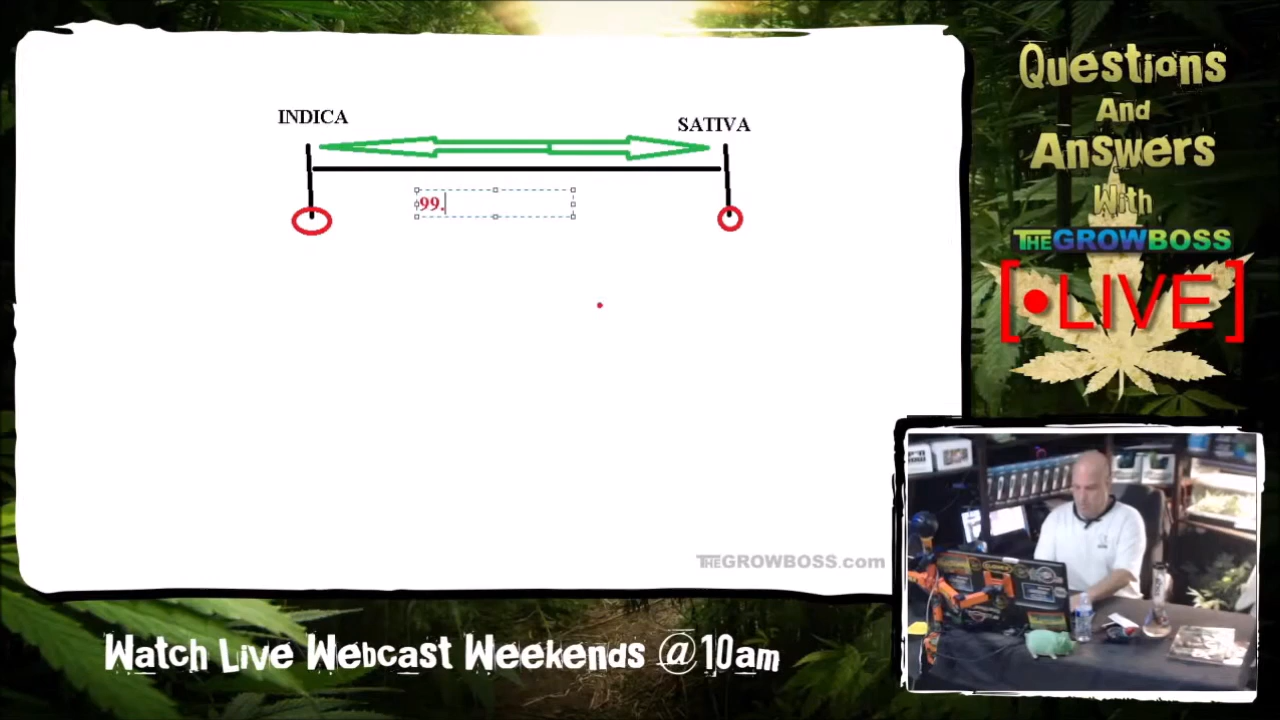 INDICA
SATIVA
99.
THEGROWBOSS.com
Questions
And
Answers
With
THEGROWBOSS
[•LIVE]
Watch Live Webcast Weekends @10am